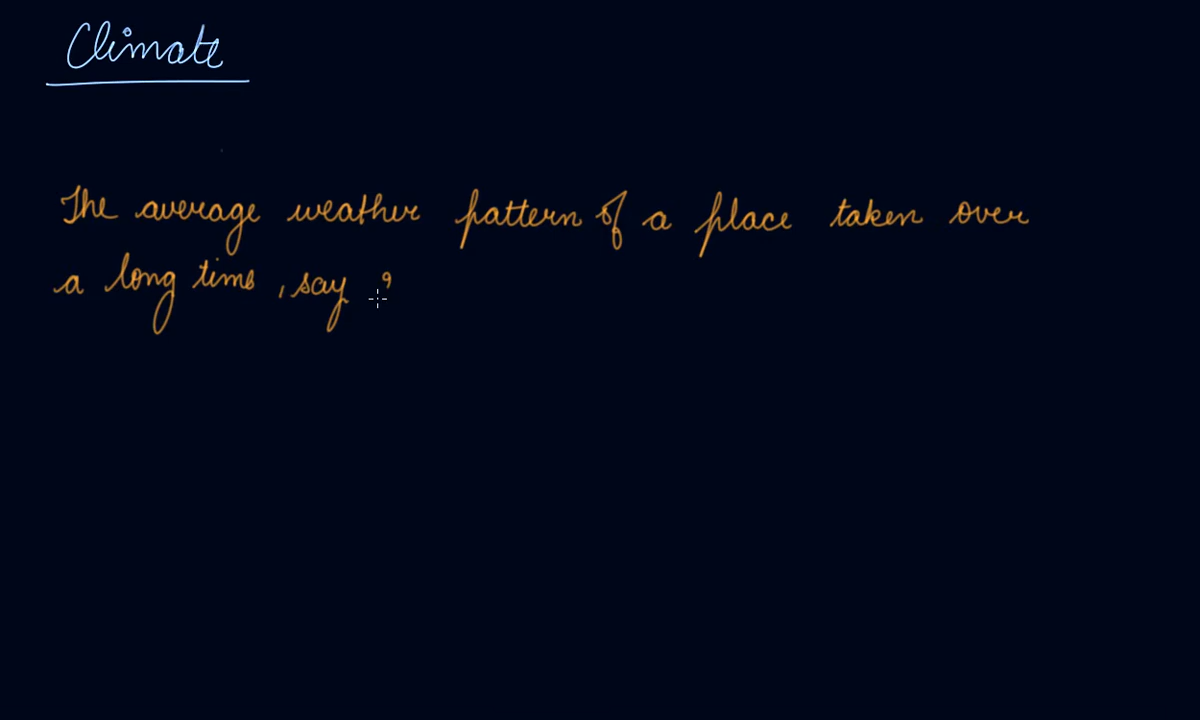 Climate
The average weather pattern of a place taken over
a long time, say